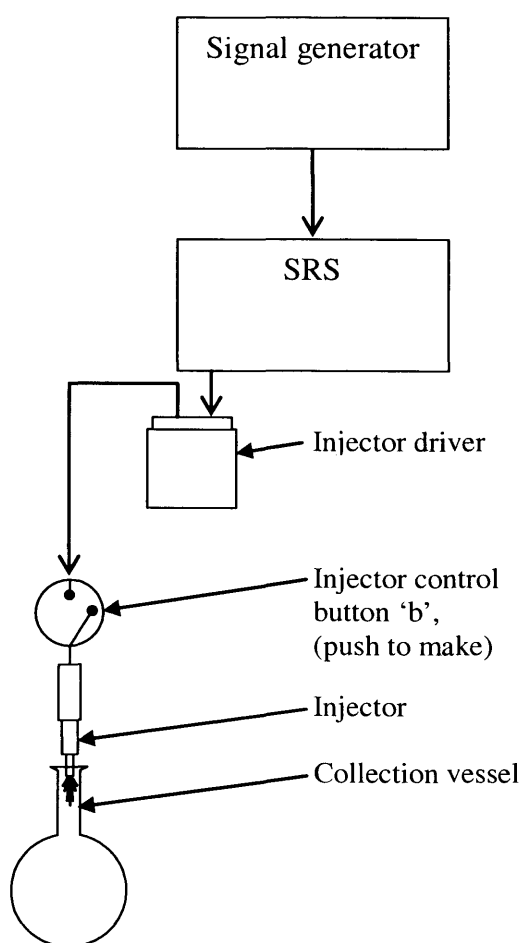 Signal generator
SRS
Injector driver
Injector control
button ‘b’,
(push to make)
Injector
Collection vessel